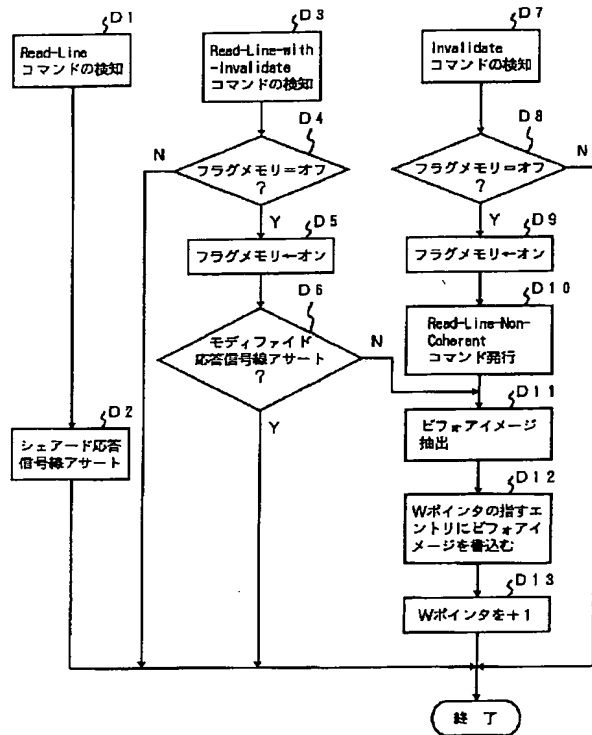 D1
Read-Line
コマンドの検知
D2
シェアード応答
信号線アサート
D3
Read-Line-with
-Invalidate
コマンドの検知
D4
フラグメモリ=オフ
?
N
Y
D5
フラグメモリ←オン
D6
モディファイド
応答信号線アサート
?
N
Y
D7
Invalidate
コマンドの検知
D8
フラグメモリ=オフ
?
N
Y
D9
フラグメモリ←オン
D10
Read-Line-Non-
Coherent
コマンド発行
D11
ビフォアイメージ
抽出
D12
Wポインタの指すエ
ントリにビフォアイ
メージを書込む
D13
Wポインタを+1
終了